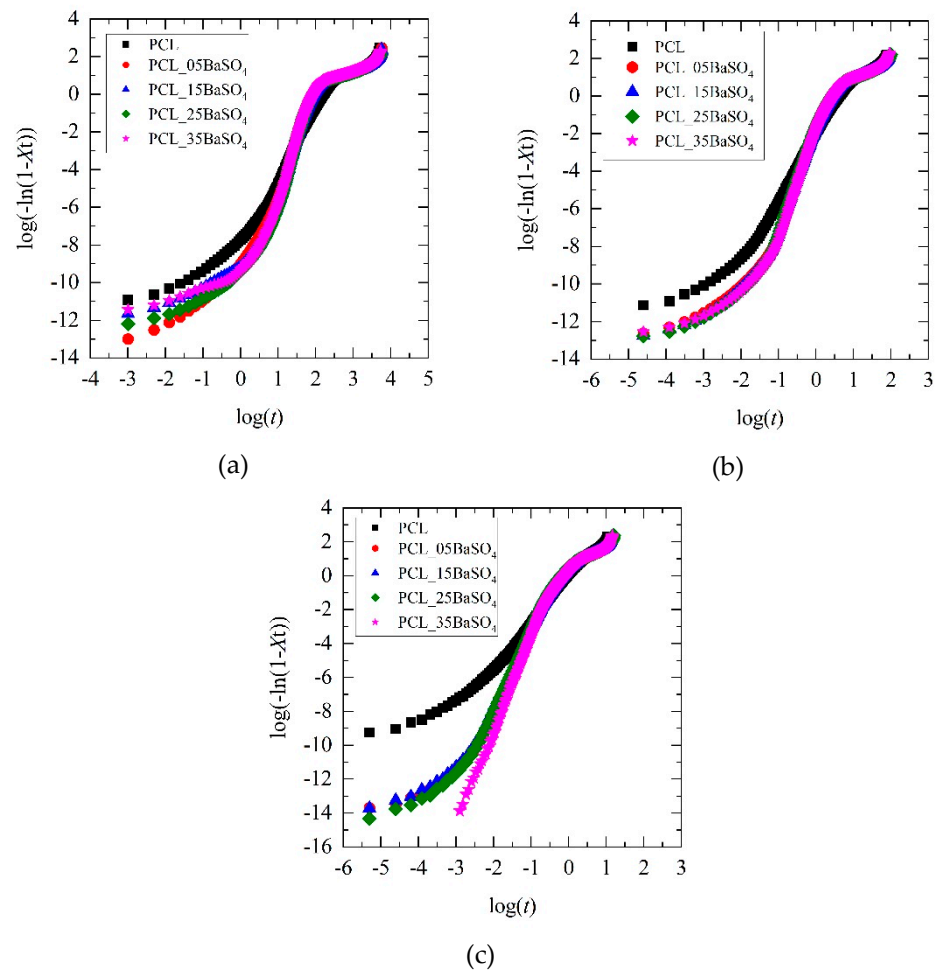 4
2
0
-2
-4
-6
-8
-10
-12
-14
log(-ln(1-Xt))
PCL
PCL_05BaSO₄
PCL_15BaSO₄
PCL_25BaSO₄
PCL_35BaSO₄
-4 -3 -2 -1 0 1 2 3 4 5
log(t)
(a)
4
2
0
-2
-4
-6
-8
-10
-12
-14
log(-ln(1-Xt))
PCL
PCL_05BaSO₄
PCL_15BaSO₄
PCL_25BaSO₄
PCL_35BaSO₄
-6 -5 -4 -3 -2 -1 0 1 2 3
log(t)
(b)
4
2
0
-2
-4
-6
-8
-10
-12
-14
-16
log(-ln(1-Xt))
PCL
PCL_05BaSO₄
PCL_15BaSO₄
PCL_25BaSO₄
PCL_35BaSO₄
-6 -5 -4 -3 -2 -1 0 1 2 3
log(t)
(c)